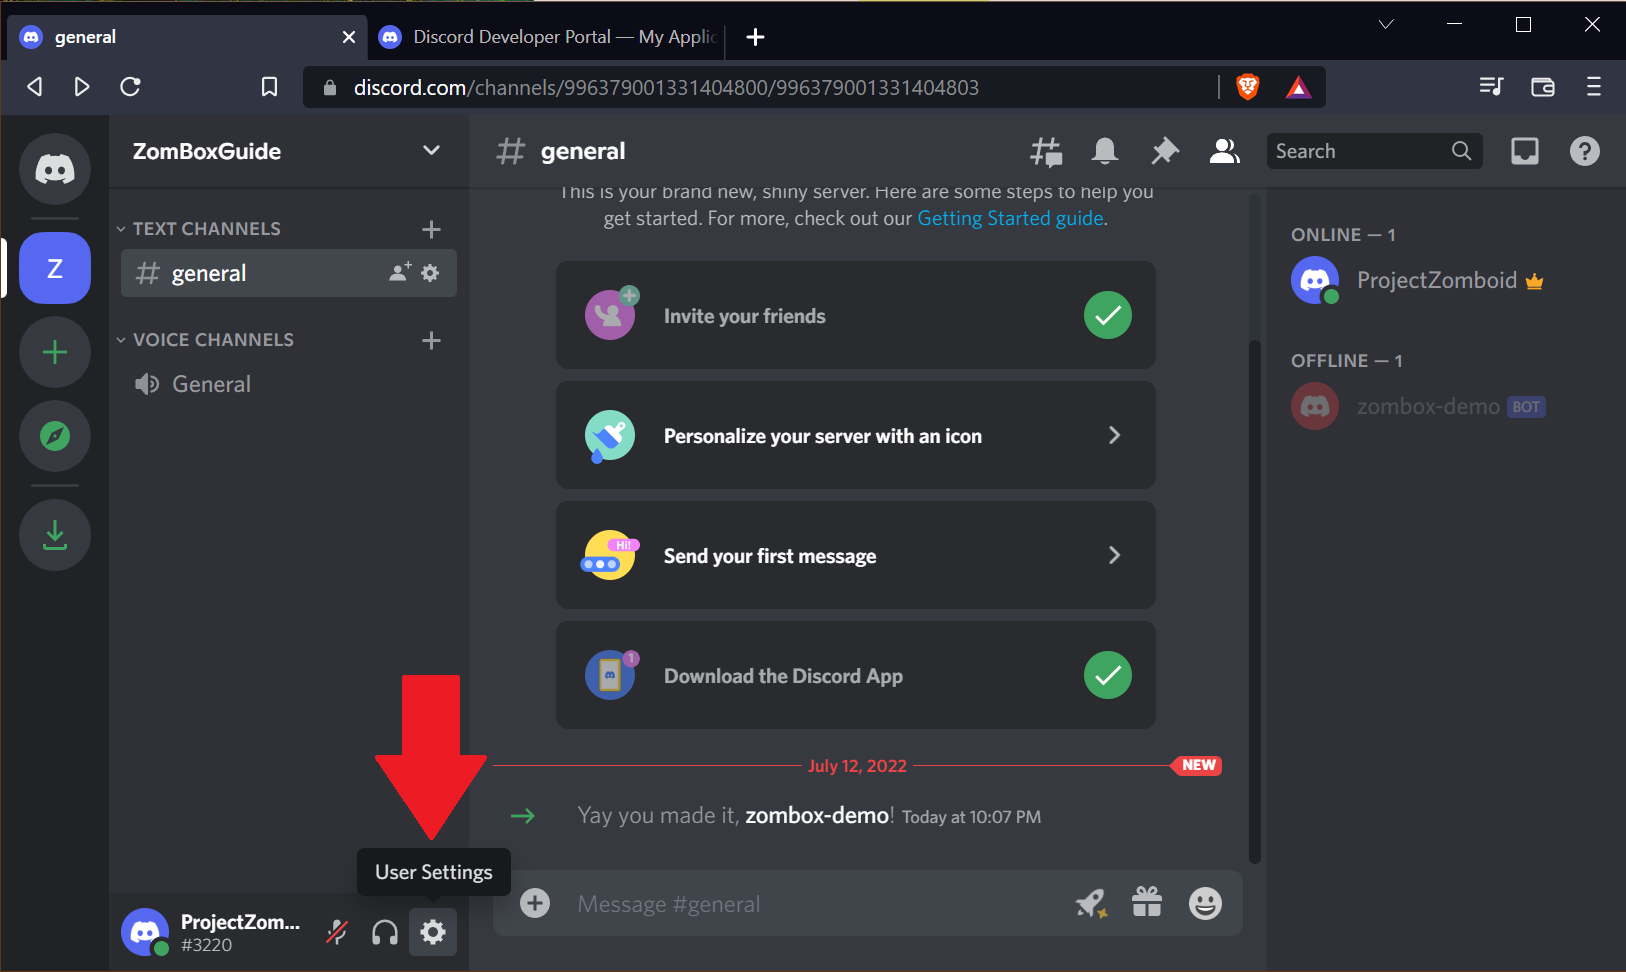 general
Discord Developer Portal — My Applic
discord.com/channels/996379001331404800/996379001331404803
ZomBoxGuide
general
Search
TEXT CHANNELS
general
VOICE CHANNELS
General
Z
This is your brand new, shiny server. Here are some steps to help you
get started. For more, check out our Getting Started guide.
Invite your friends
Personalize your server with an icon
Hi!
Send your first message
1
Download the Discord App
July 12, 2022
NEW
Yay you made it, zombox-demo! Today at 10:07 PM
Message #general
ONLINE — 1
ProjectZomboid
OFFLINE — 1
zombox-demo BOT
User Settings
ProjectZom...
#3220